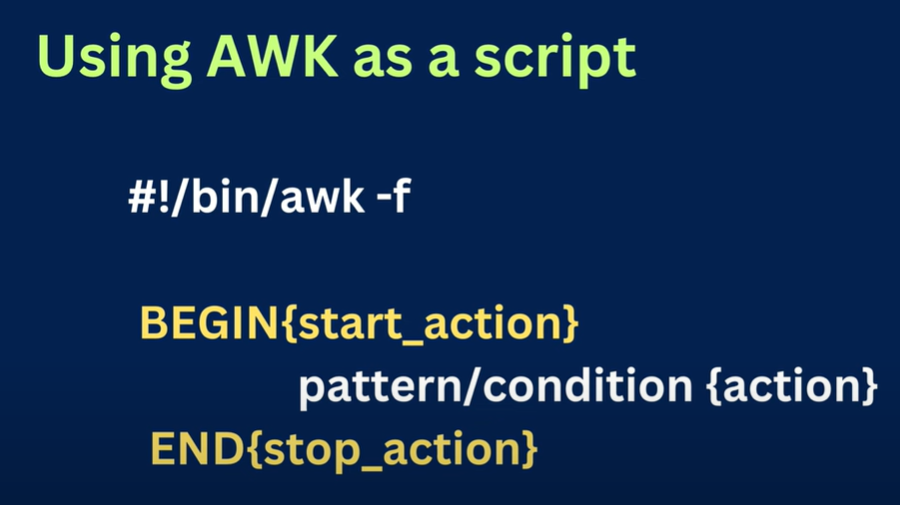 Using AWK as a script
#!/bin/awk -f
BEGIN{start_action}
pattern/condition {action}
END{stop_action}